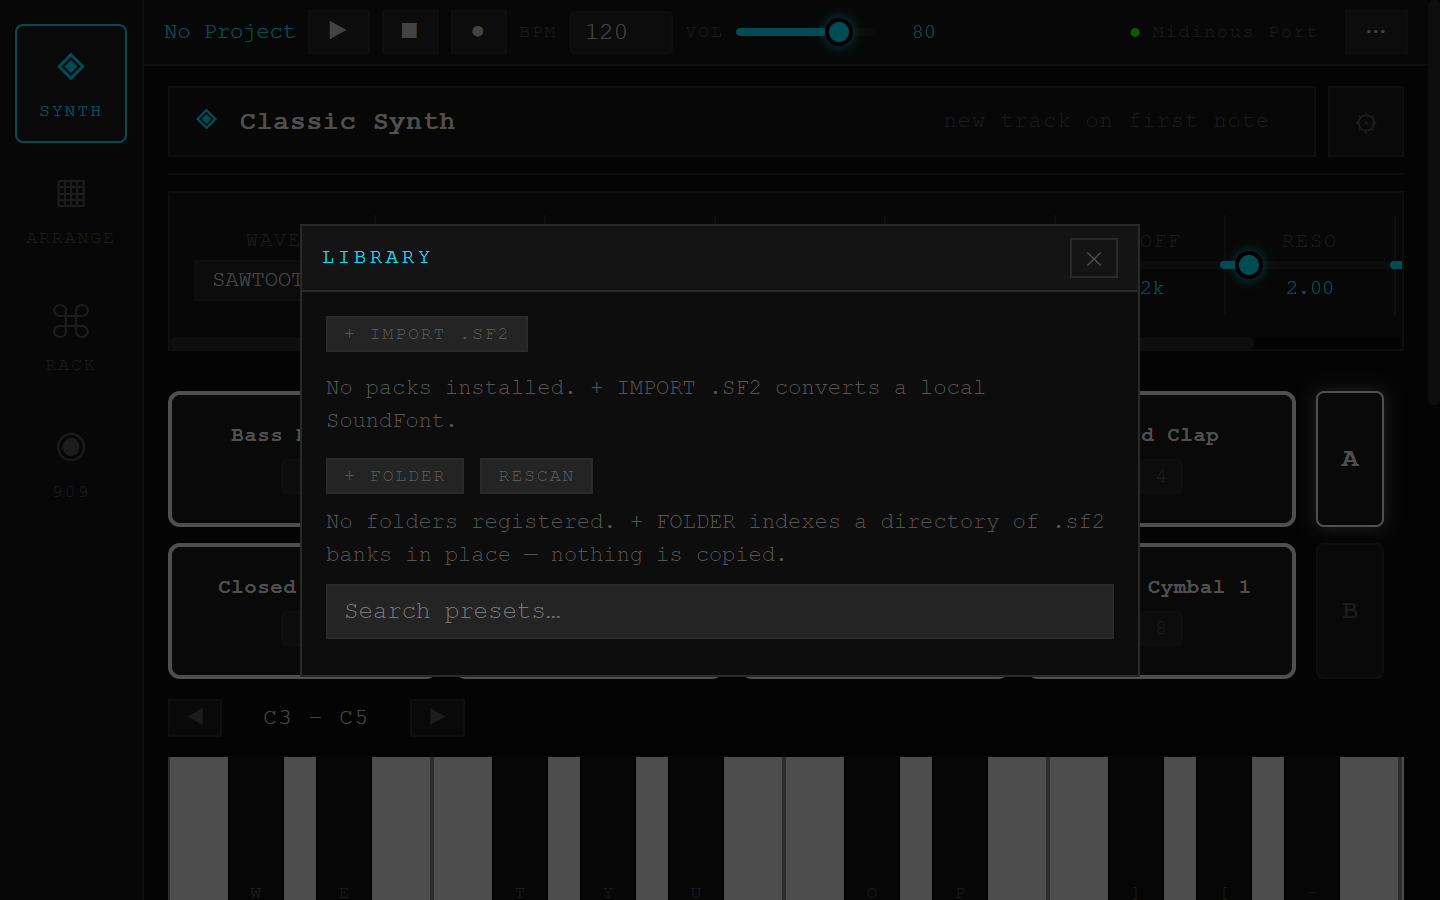 No Project
BPM 120 VOL 80
Midinous Port
SYNTH
ARRANGE
RACK
909
Classic Synth
new track on first note
RESO
2.00
2k
LIBRARY
+ IMPORT .SF2
No packs installed. + IMPORT .SF2 converts a local
SoundFont.
+ FOLDER RESCAN
No folders registered. + FOLDER indexes a directory of .sf2
banks in place — nothing is copied.
Search presets…
Bass
d Clap
4
A
Closed
Cymbal 1
8
B
C3 – C5
W E T Y U O P ] [ -